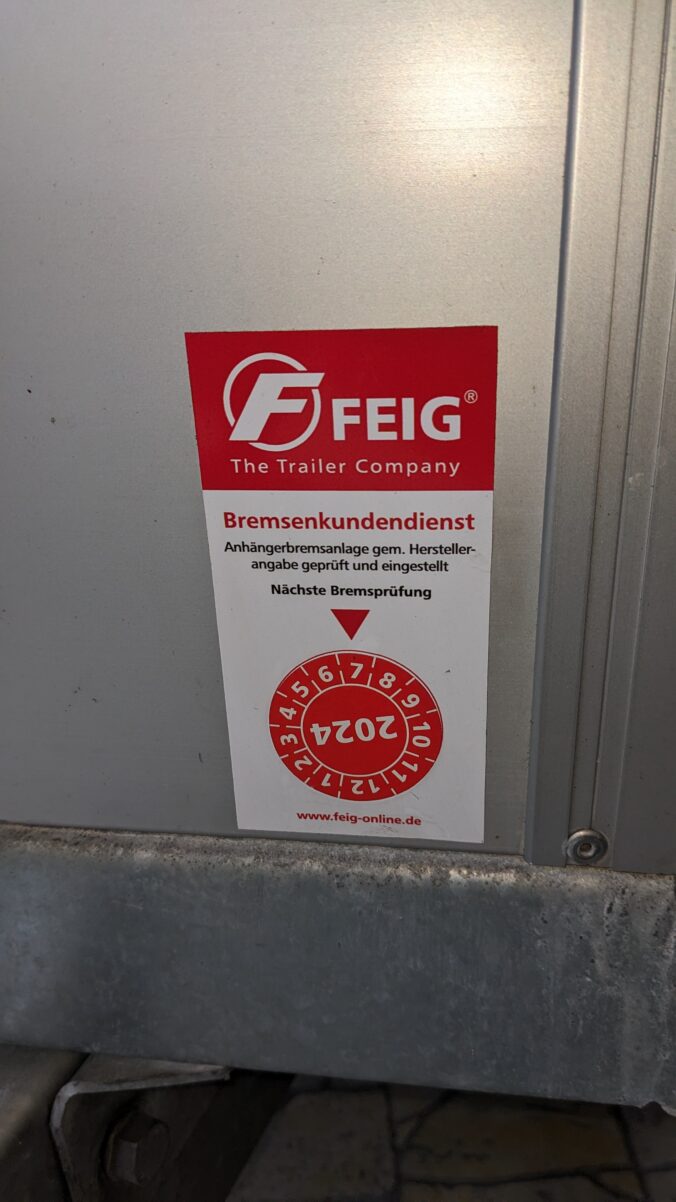 F FEIG®
The Trailer Company
Bremsenkundendienst
Anhängerbremsanlage gem. Hersteller-
angabe geprüft und eingestellt
Nächste Bremsprüfung
1 2 3 4 5 6 7 8 9 10 11 12
2024
www.feig-online.de